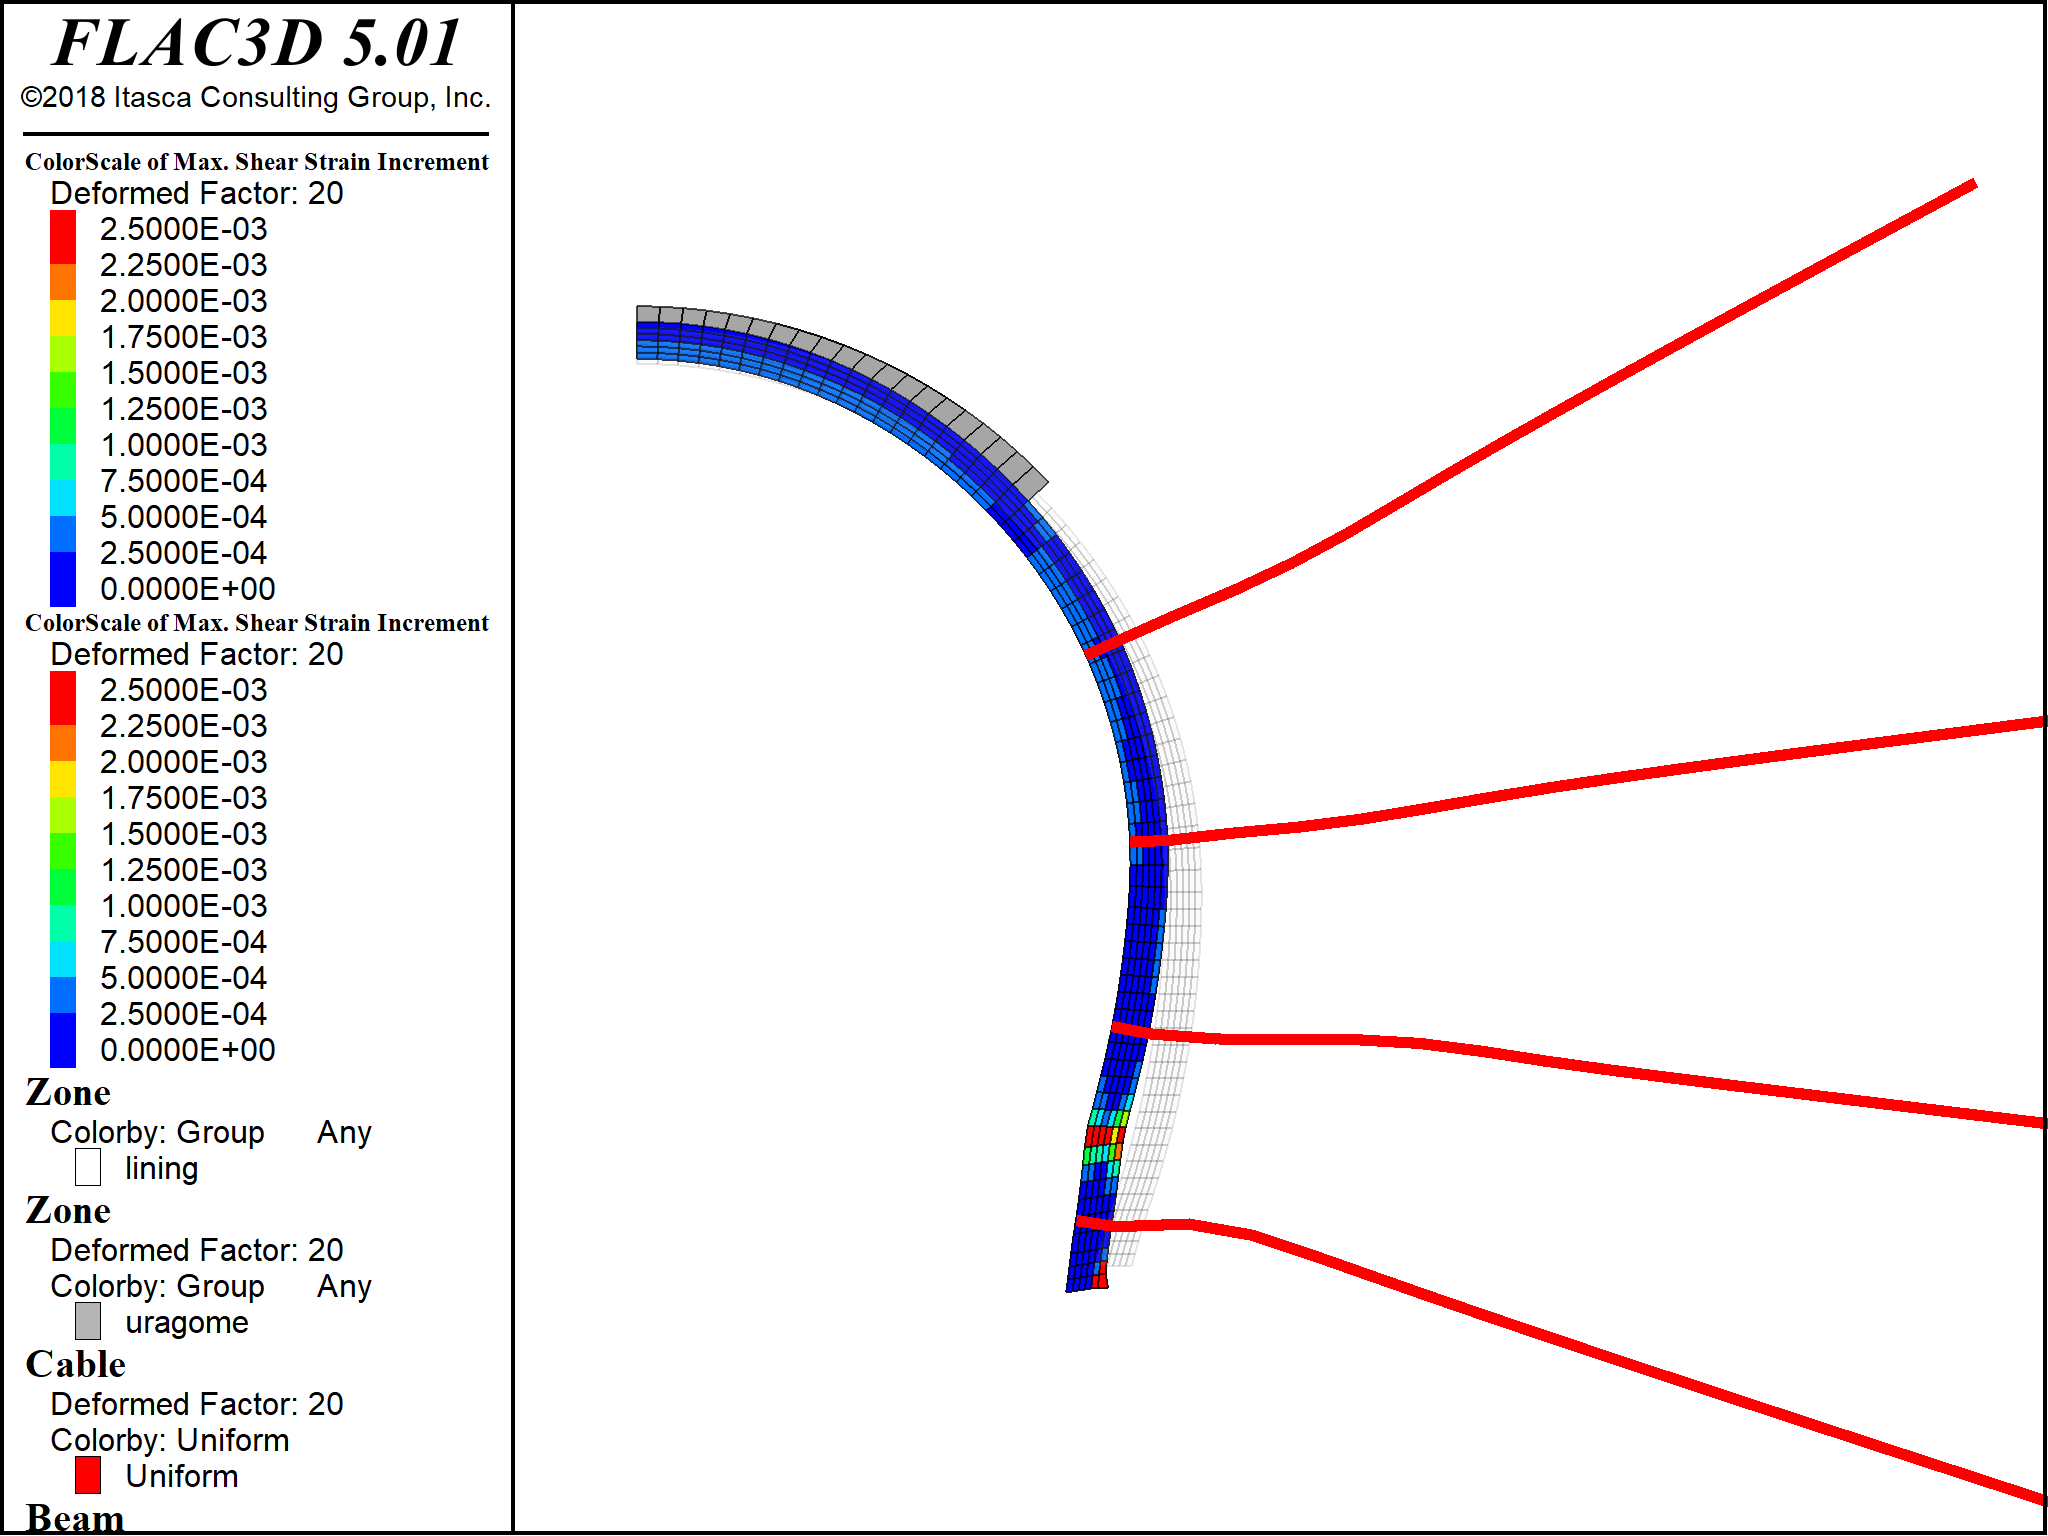 FLAC3D 5.01
©2018 Itasca Consulting Group, Inc.
ColorScale of Max. Shear Strain Increment
Deformed Factor: 20
2.5000E-03
2.2500E-03
2.0000E-03
1.7500E-03
1.5000E-03
1.2500E-03
1.0000E-03
7.5000E-04
5.0000E-04
2.5000E-04
0.0000E+00
ColorScale of Max. Shear Strain Increment
Deformed Factor: 20
2.5000E-03
2.2500E-03
2.0000E-03
1.7500E-03
1.5000E-03
1.2500E-03
1.0000E-03
7.5000E-04
5.0000E-04
2.5000E-04
0.0000E+00
Zone
Colorby: Group Any
lining
Zone
Deformed Factor: 20
Colorby: Group Any
uragome
Cable
Deformed Factor: 20
Colorby: Uniform
Uniform
Beam